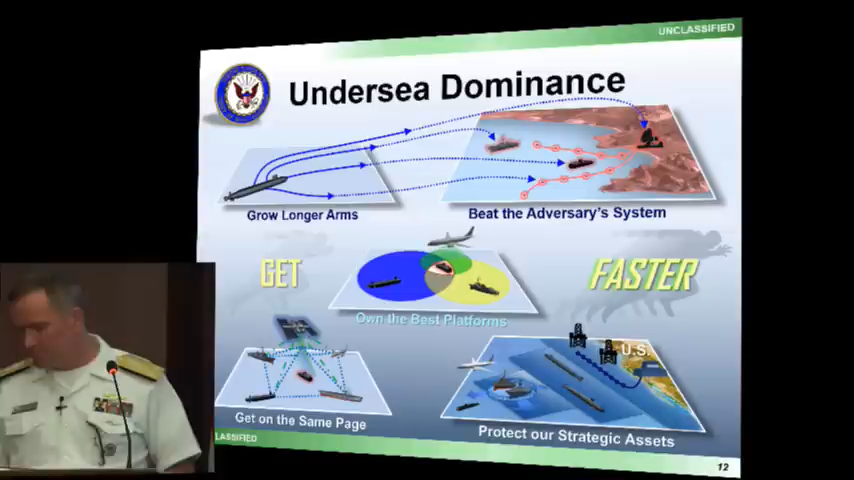 UNCLASSIFIED
Undersea Dominance
Grow Longer Arms
Beat the Adversary's System
GET
FASTER
Own the Best Platforms
U.S.
Get on the Same Page
Protect our Strategic Assets
CLASSIFIED
12